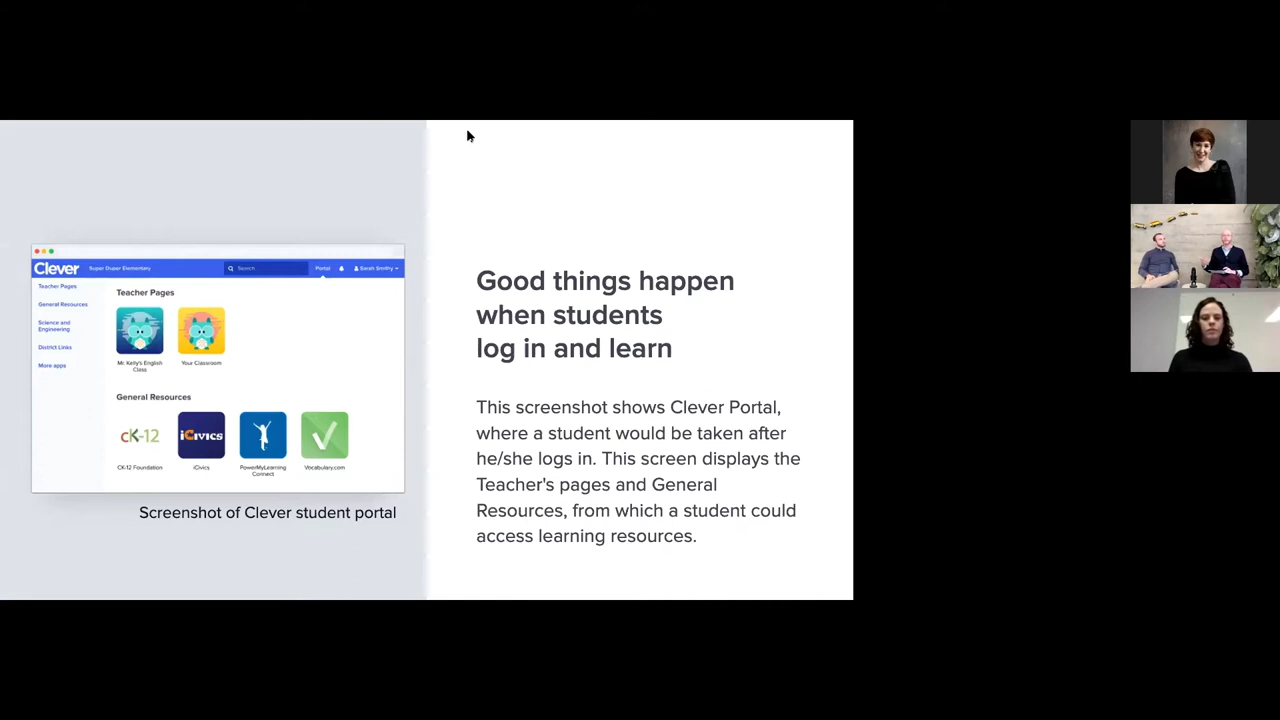 Clever
Super Duper Elementary
Search
Portal
Sarah Smithy
Teacher Pages
General Resources
Science and
Engineering
District Links
More apps
Teacher Pages
Mr. Kelly's English
Class
Your Classroom
General Resources
cK-12
iCivics
CK-12 Foundation
iCivics
PowerMyLearning
Connect
Vocabulary.com
Screenshot of Clever student portal
Good things happen
when students
log in and learn
This screenshot shows Clever Portal,
where a student would be taken after
he/she logs in. This screen displays the
Teacher's pages and General
Resources, from which a student could
access learning resources.